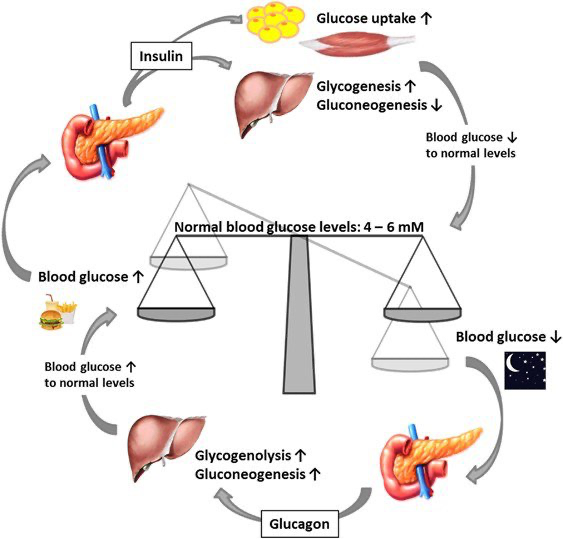 Glucose uptake ↑
Insulin
Glycogenesis ↑
Gluconeogenesis ↓
Blood glucose ↓
to normal levels
Normal blood glucose levels: 4 – 6 mM
Blood glucose ↑
Blood glucose ↓
Blood glucose ↑
to normal levels
Glycogenolysis ↑
Gluconeogenesis ↑
Glucagon